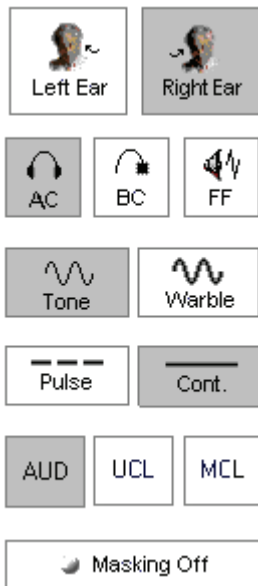 Left Ear Right Ear
AC BC FF
Tone Warble
Pulse Cont.
AUD UCL MCL
Masking Off